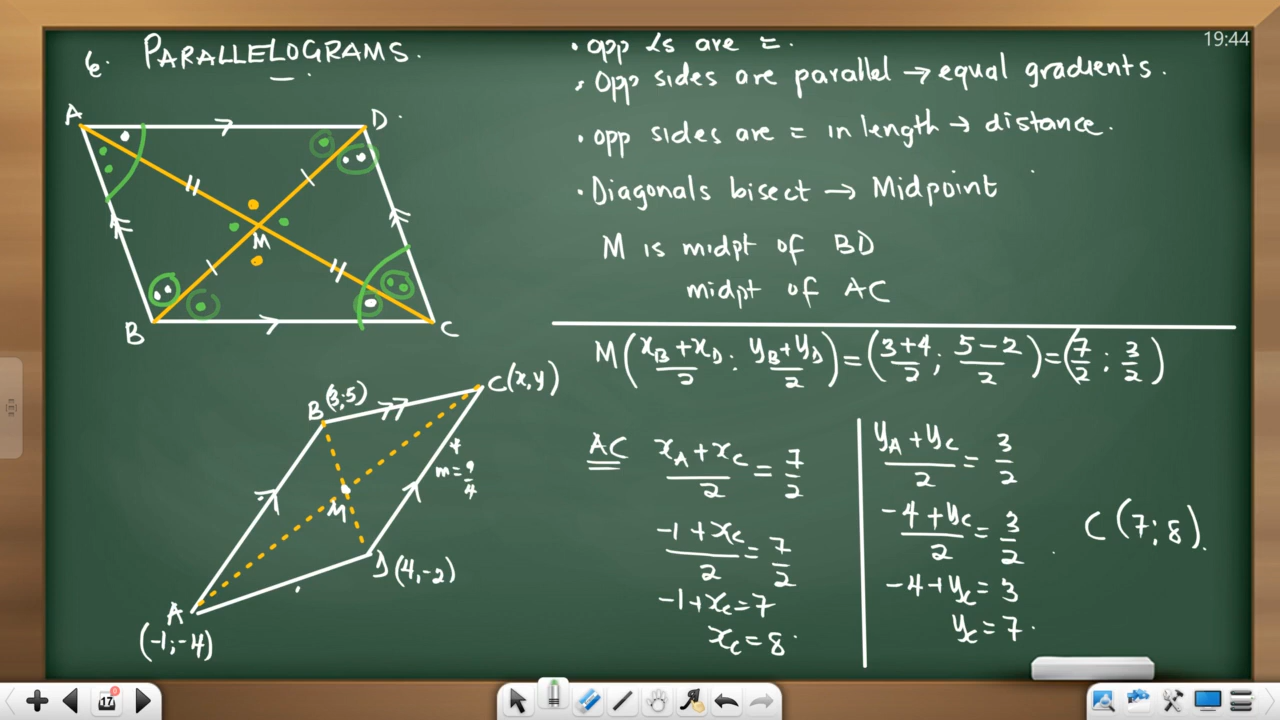 19:44
6. PARALLELOGRAMS.
A
D
M
B
C
• opp ∠s are =.
• Opp sides are parallel → equal gradients.
• opp sides are = in length → distance.
• Diagonals bisect → Midpoint
M is midpt of BD
midpt of AC
M(x_B + x_D / 2 ; y_B + y_D / 2) = (3+4 / 2 ; 5−2 / 2) = (7/2 ; 3/2)
B (3;5)
C(x,y)
m = 9/4
M
D (4,-2)
A
(-1;-4)
AC
x_A + x_C / 2 = 7/2
-1 + x_C / 2 = 7/2
-1 + x_C = 7
x_C = 8.
y_A + y_C / 2 = 3/2
-4 + y_C / 2 = 3/2
-4 + y_C = 3
y_C = 7.
C (7;8).
17